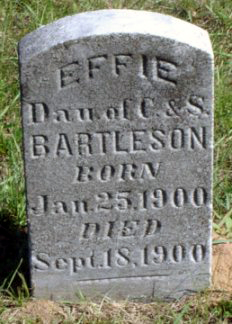 EFFIE
Dau. of C. & S.
BARTLESON
BORN
Jan. 25, 1900
DIED
Sept. 18, 1900